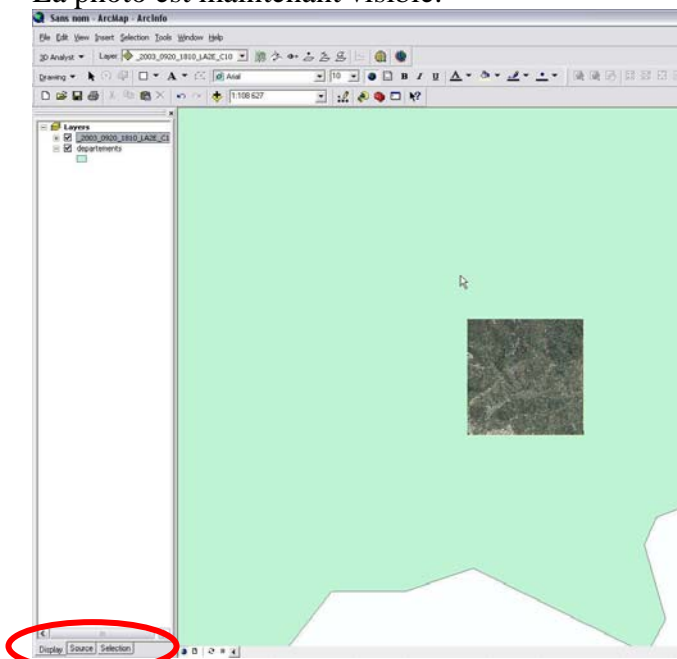 La photo est maintenant visible.
Sans nom - ArcMap - ArcInfo
File Edit View Insert Selection Tools Window Help
3D Analyst Layer: _2003_0920_1810_LA2E_C10
Drawing A Arial 10 B I U A
1:108 627
Layers
_2003_0920_1810_LA2E_C1
departements
Display Source Selection